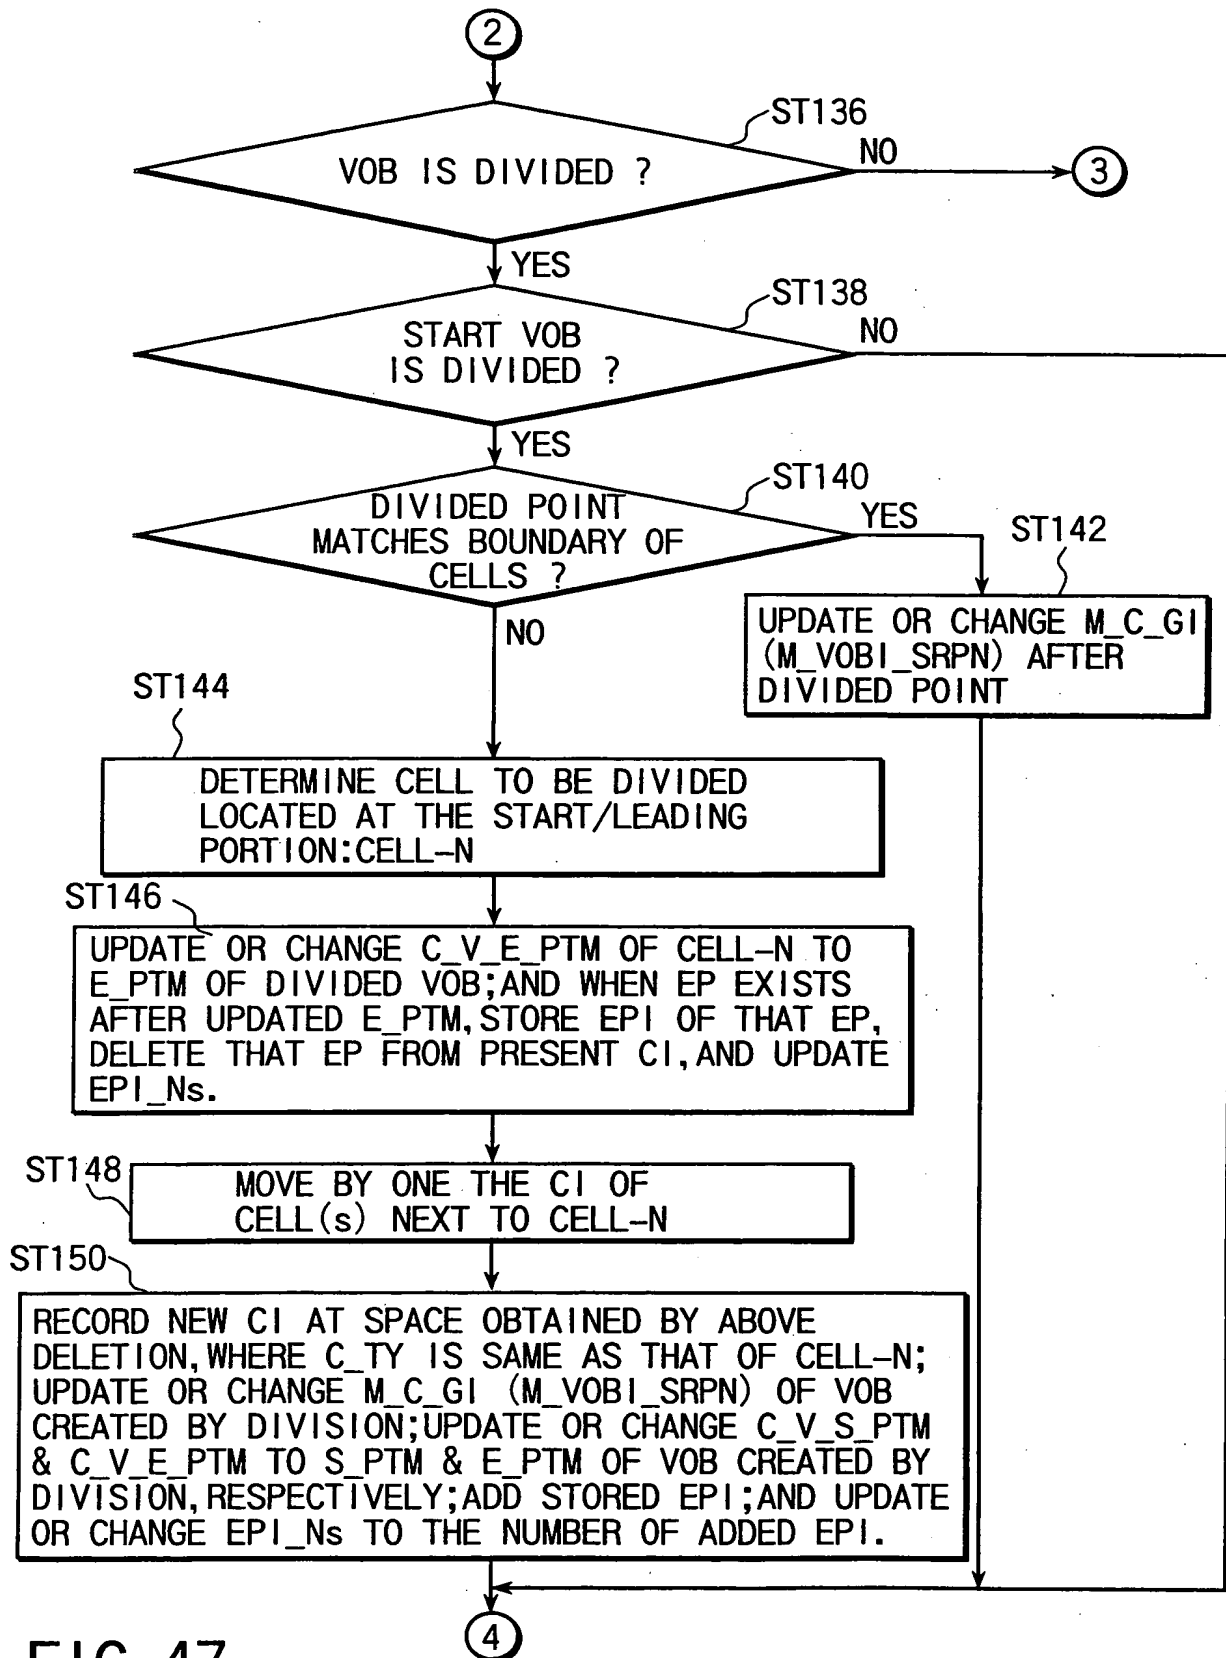 2
ST136
VOB IS DIVIDED ?
NO
3
YES
ST138
START VOB
IS DIVIDED ?
NO
YES
ST140
DIVIDED POINT
MATCHES BOUNDARY OF
CELLS ?
YES
NO
ST142
UPDATE OR CHANGE M_C_GI
(M_VOBI_SRPN) AFTER
DIVIDED POINT
ST144
DETERMINE CELL TO BE DIVIDED
LOCATED AT THE START/LEADING
PORTION:CELL-N
ST146
UPDATE OR CHANGE C_V_E_PTM OF CELL-N TO
E_PTM OF DIVIDED VOB;AND WHEN EP EXISTS
AFTER UPDATED E_PTM,STORE EPI OF THAT EP,
DELETE THAT EP FROM PRESENT CI,AND UPDATE
EPI_Ns.
ST148
MOVE BY ONE THE CI OF
CELL(s) NEXT TO CELL-N
ST150
RECORD NEW CI AT SPACE OBTAINED BY ABOVE
DELETION,WHERE C_TY IS SAME AS THAT OF CELL-N;
UPDATE OR CHANGE M_C_GI (M_VOBI_SRPN) OF VOB
CREATED BY DIVISION;UPDATE OR CHANGE C_V_S_PTM
& C_V_E_PTM TO S_PTM & E_PTM OF VOB CREATED BY
DIVISION,RESPECTIVELY;ADD STORED EPI;AND UPDATE
OR CHANGE EPI_Ns TO THE NUMBER OF ADDED EPI.
4
FIG. 47